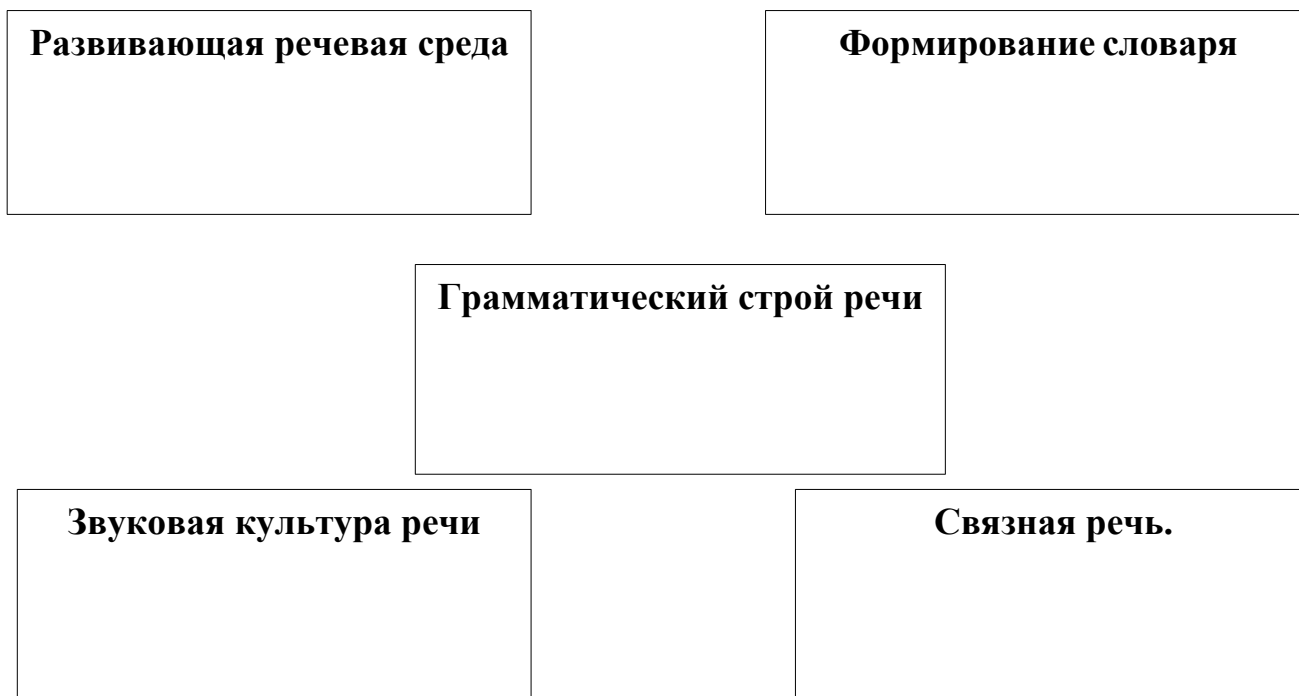 Развивающая речевая среда
Формирование словаря
Грамматический строй речи
Звуковая культура речи
Связная речь.